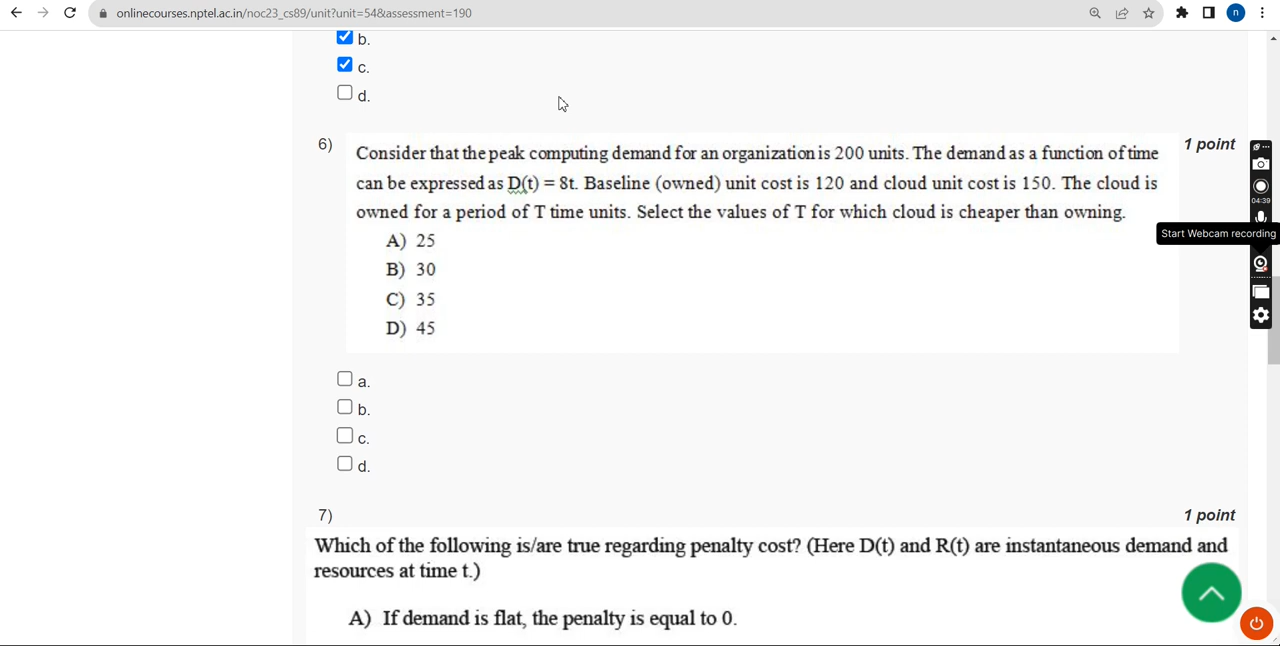 onlinecourses.nptel.ac.in/noc23_cs89/unit?unit=54&assessment=190
n
b.
c.
d.
6)
1 point
Consider that the peak computing demand for an organization is 200 units. The demand as a function of time
can be expressed as D(t) = 8t. Baseline (owned) unit cost is 120 and cloud unit cost is 150. The cloud is
owned for a period of T time units. Select the values of T for which cloud is cheaper than owning.
A) 25
B) 30
C) 35
D) 45
04:39
Start Webcam recording
a.
b.
c.
d.
7)
1 point
Which of the following is/are true regarding penalty cost? (Here D(t) and R(t) are instantaneous demand and
resources at time t.)
A) If demand is flat, the penalty is equal to 0.